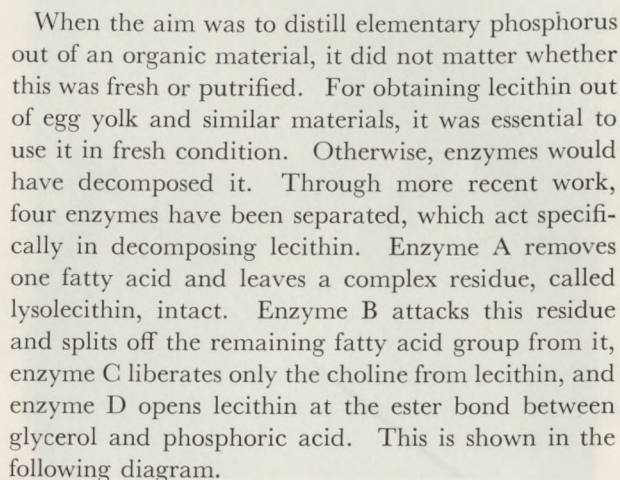 When the aim was to distill elementary phosphorus
out of an organic material, it did not matter whether
this was fresh or putrified. For obtaining lecithin out
of egg yolk and similar materials, it was essential to
use it in fresh condition. Otherwise, enzymes would
have decomposed it. Through more recent work,
four enzymes have been separated, which act specifi-
cally in decomposing lecithin. Enzyme A removes
one fatty acid and leaves a complex residue, called
lysolecithin, intact. Enzyme B attacks this residue
and splits off the remaining fatty acid group from it,
enzyme C liberates only the choline from lecithin, and
enzyme D opens lecithin at the ester bond between
glycerol and phosphoric acid. This is shown in the
following diagram.